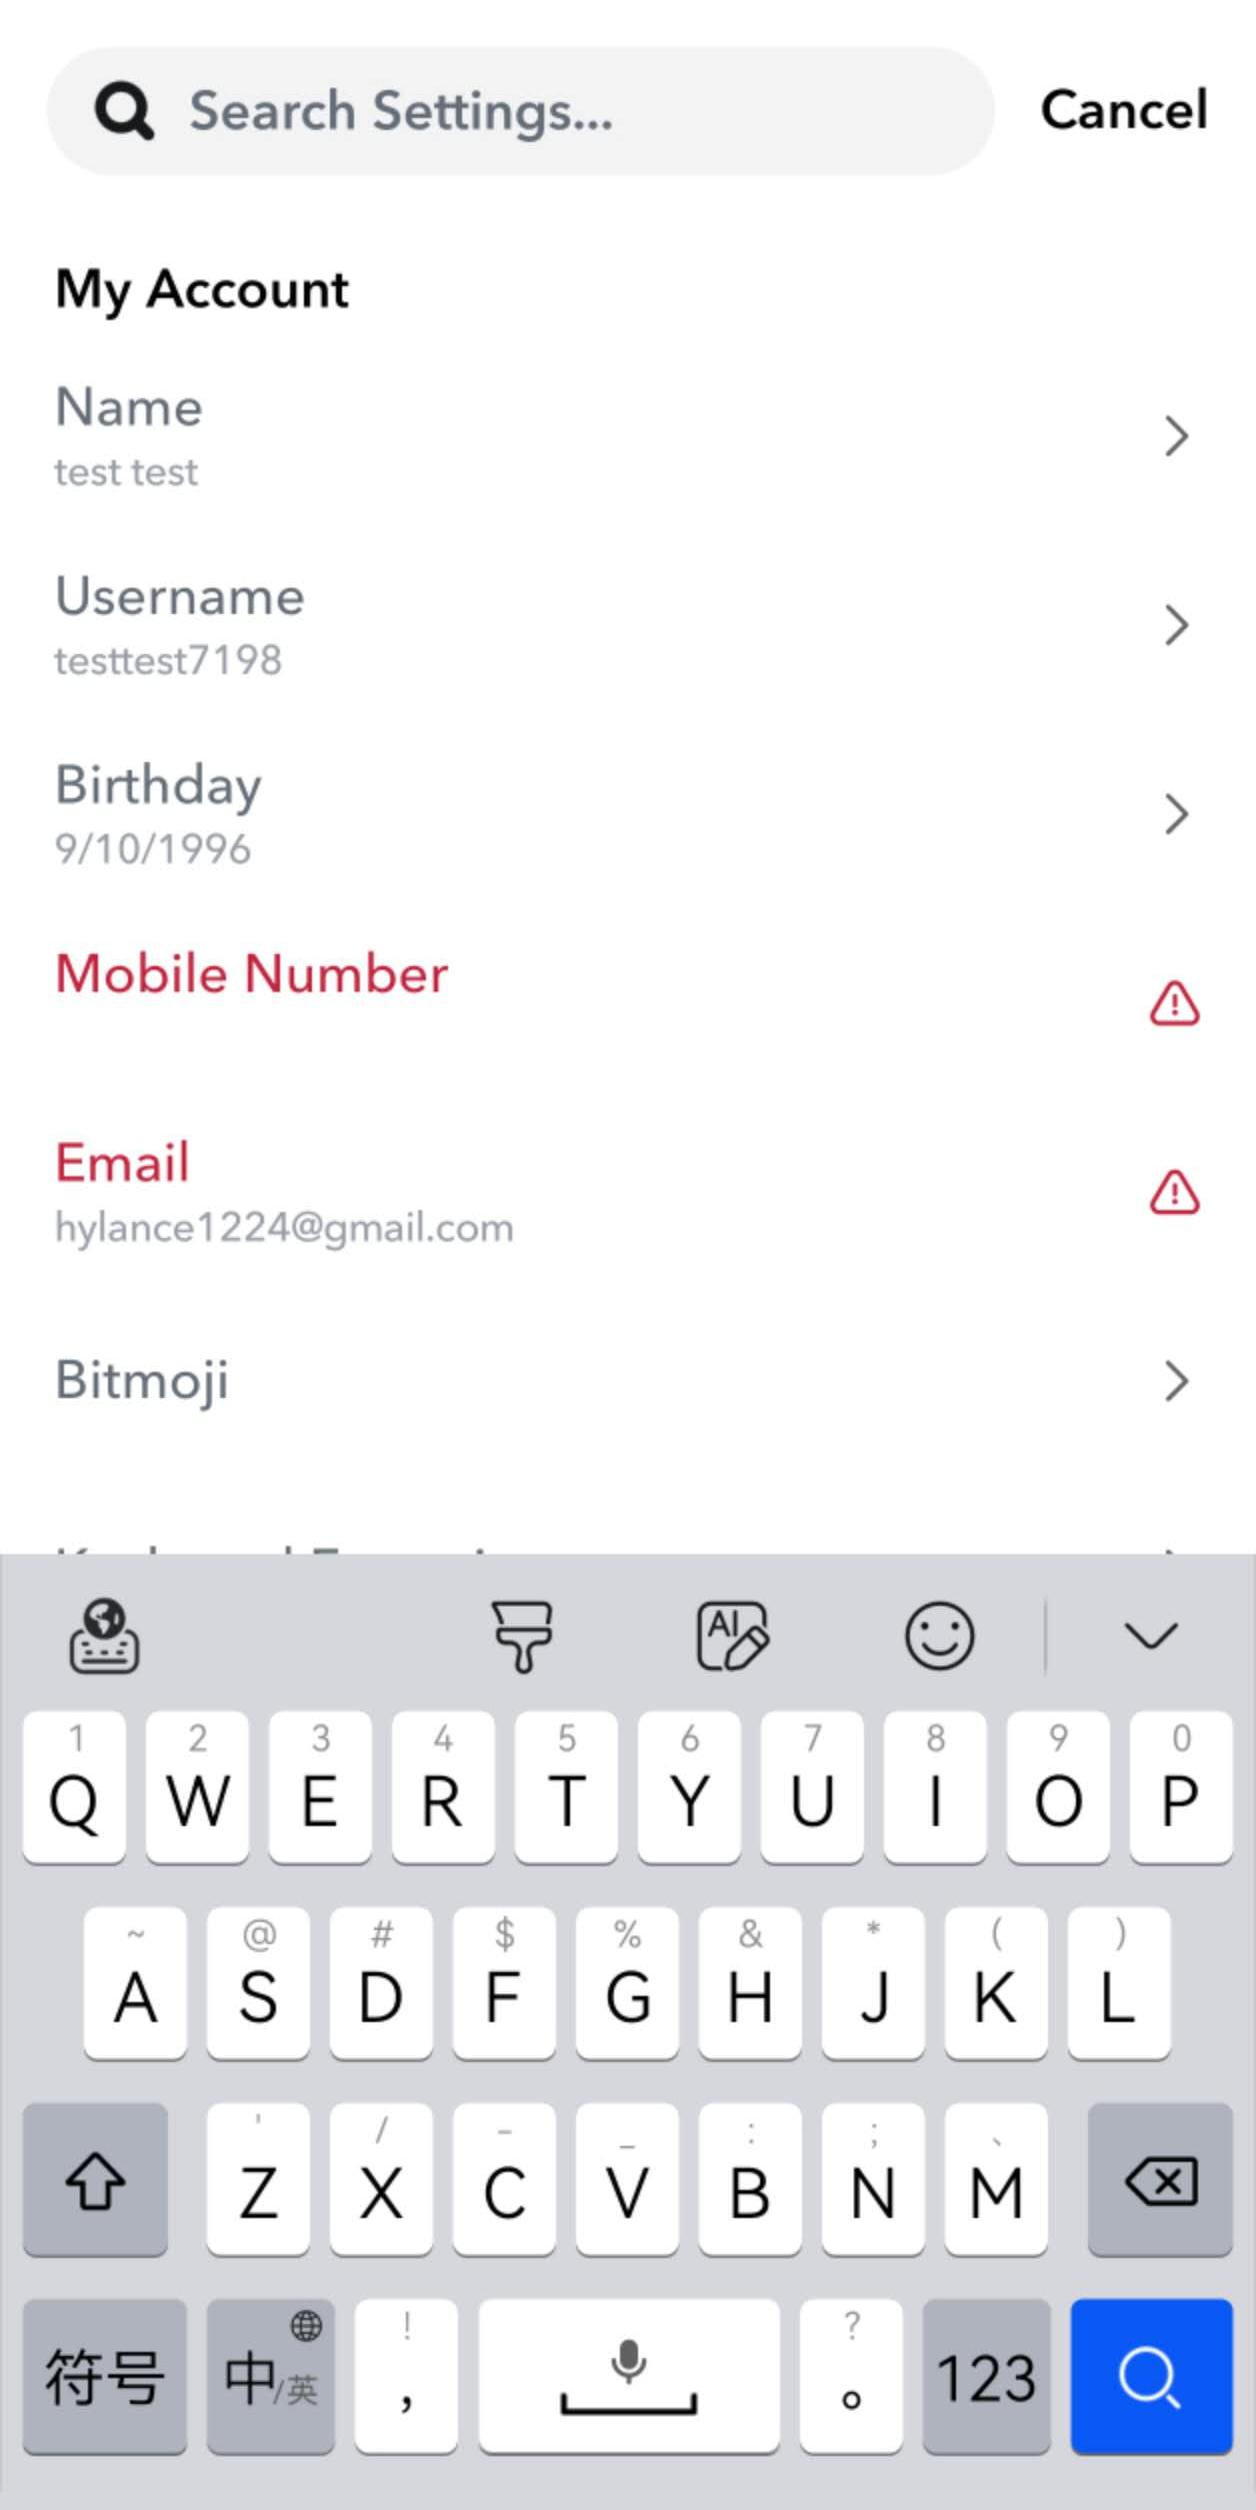 Search Settings...
Cancel
My Account
Name
test test
Username
testtest7198
Birthday
9/10/1996
Mobile Number
Email
hylance1224@gmail.com
Bitmoji
AI
1 2 3 4 5 6 7 8 9 0
Q W E R T Y U I O P
~ @ # $ % & * ( )
A S D F G H J K L
' / - _ : ; 、
Z X C V B N M
! ?
符号 中/英 , 。 123